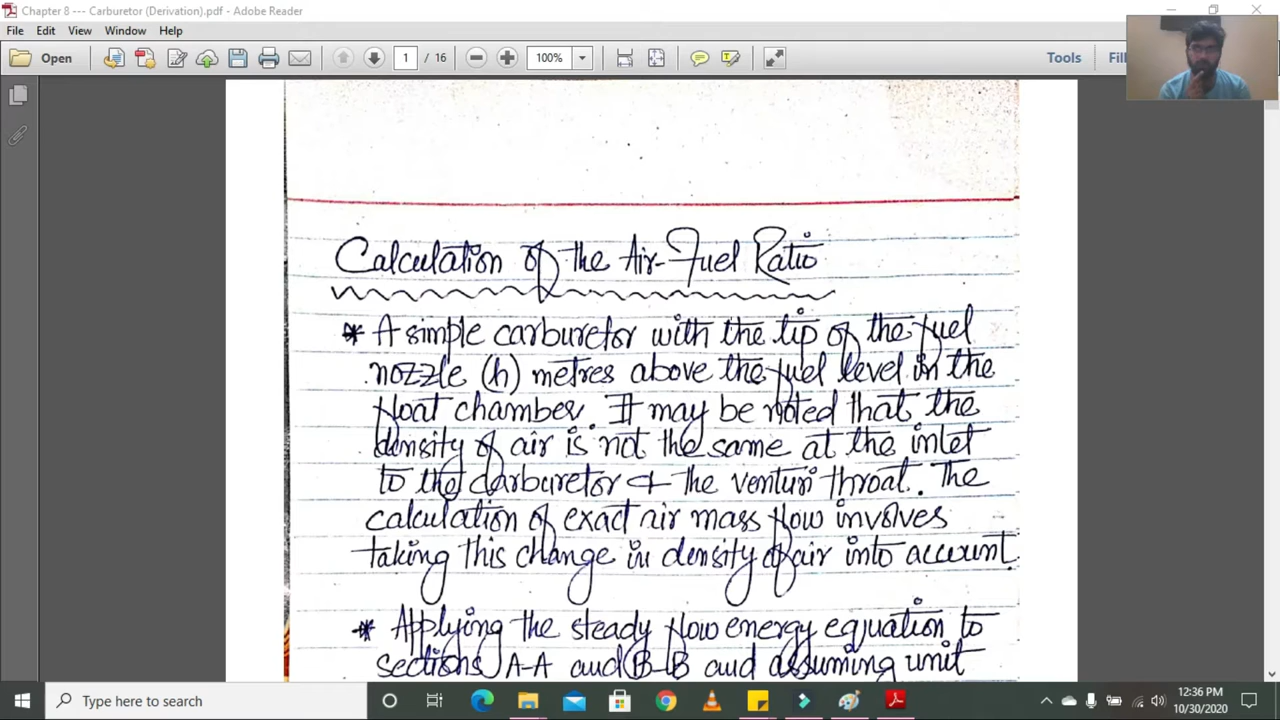 Chapter 8 --- Carburetor (Derivation).pdf - Adobe Reader
File Edit View Window Help
Open 1 / 16 100% Tools Fill
Calculation of the Air-Fuel Ratio
* A simple carburetor with the tip of the fuel
nozzle (h) metres above the fuel level in the
float chamber. It may be noted that the
density of air is not the same at the inlet
to the carburetor & the venturi throat. The
calculation of exact air mass flow involves
taking this change in density of air into account.
* Applying the steady flow energy equation to
sections A-A and B-B and assuming unit
Type here to search
12:36 PM
10/30/2020